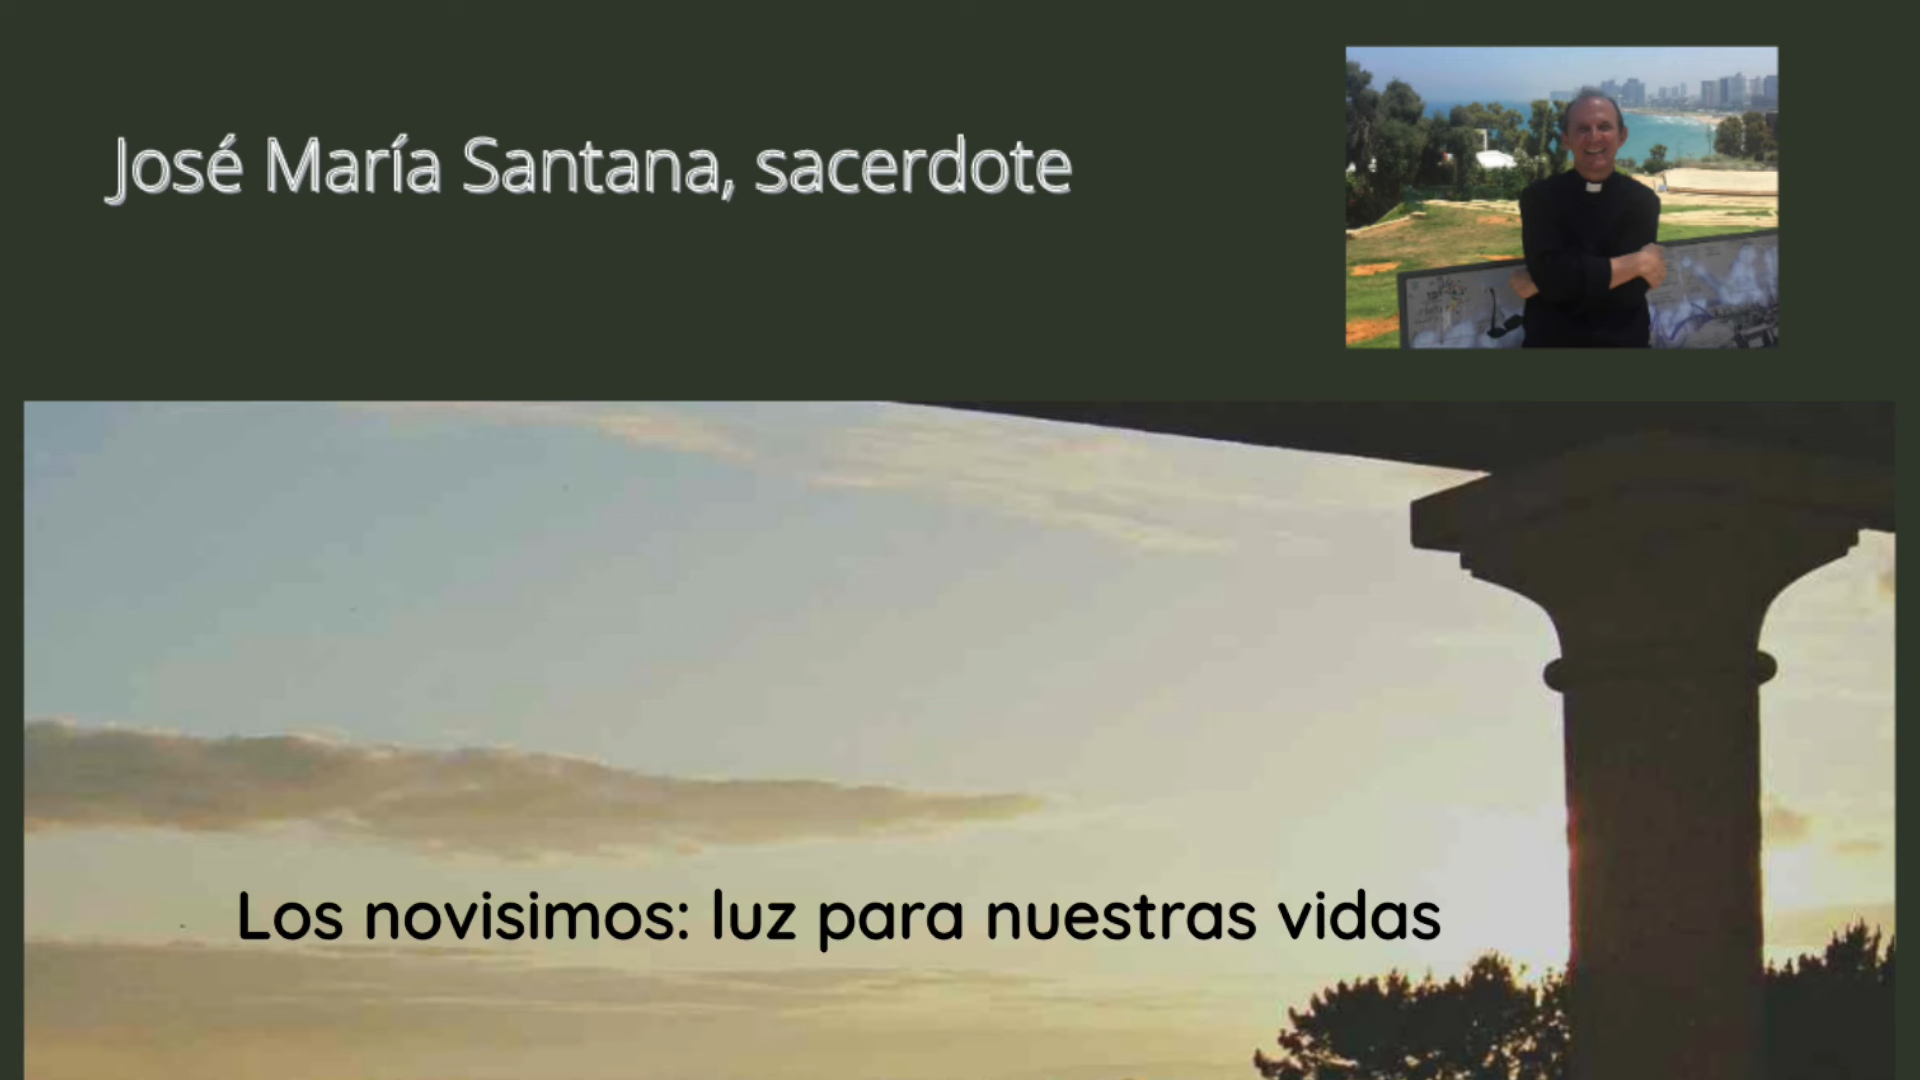 José María Santana, sacerdote
Los novisimos: luz para nuestras vidas